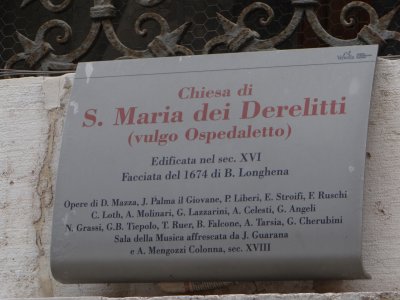 Chiesa di
S. Maria dei Derelitti
(vulgo Ospedaletto)
Edificata nel sec. XVI
Facciata del 1674 di B. Longhena
Opere di D. Mazza, J. Palma il Giovane, P. Liberi, E. Stroifi, F. Ruschi
C. Loth, A. Molinari, G. Lazzarini, A. Celesti, G. Angeli
N. Grassi, G.B. Tiepolo, T. Ruer, B. Falcone, A. Tarsia, G. Cherubini
Sala della Musica affrescata do J. Guarana
e A. Mengozzi Colonna, sec. XVIII